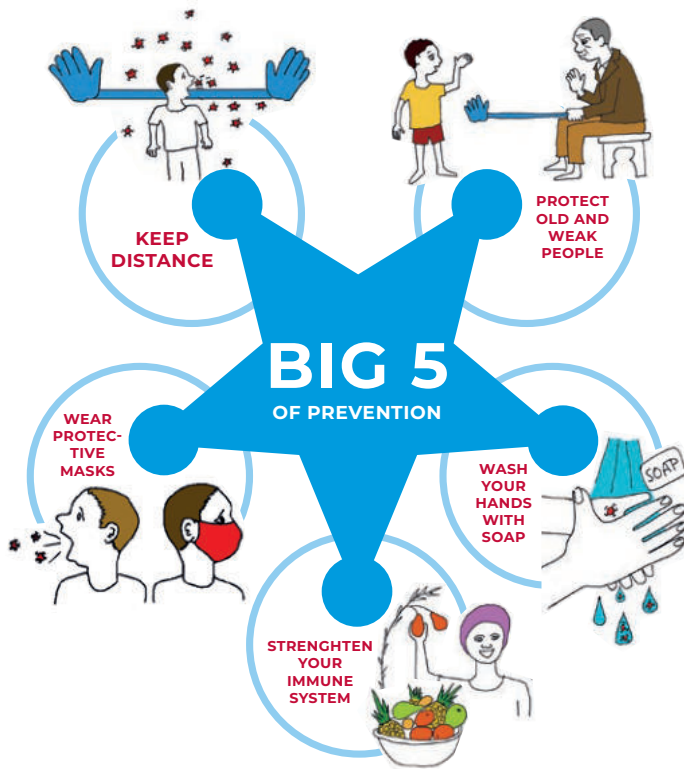 KEEP
DISTANCE
PROTECT
OLD AND
WEAK
PEOPLE
BIG 5
OF PREVENTION
WEAR
PROTEC-
TIVE
MASKS
WASH
YOUR
HANDS
WITH
SOAP
SOAP
STRENGHTEN
YOUR
IMMUNE
SYSTEM